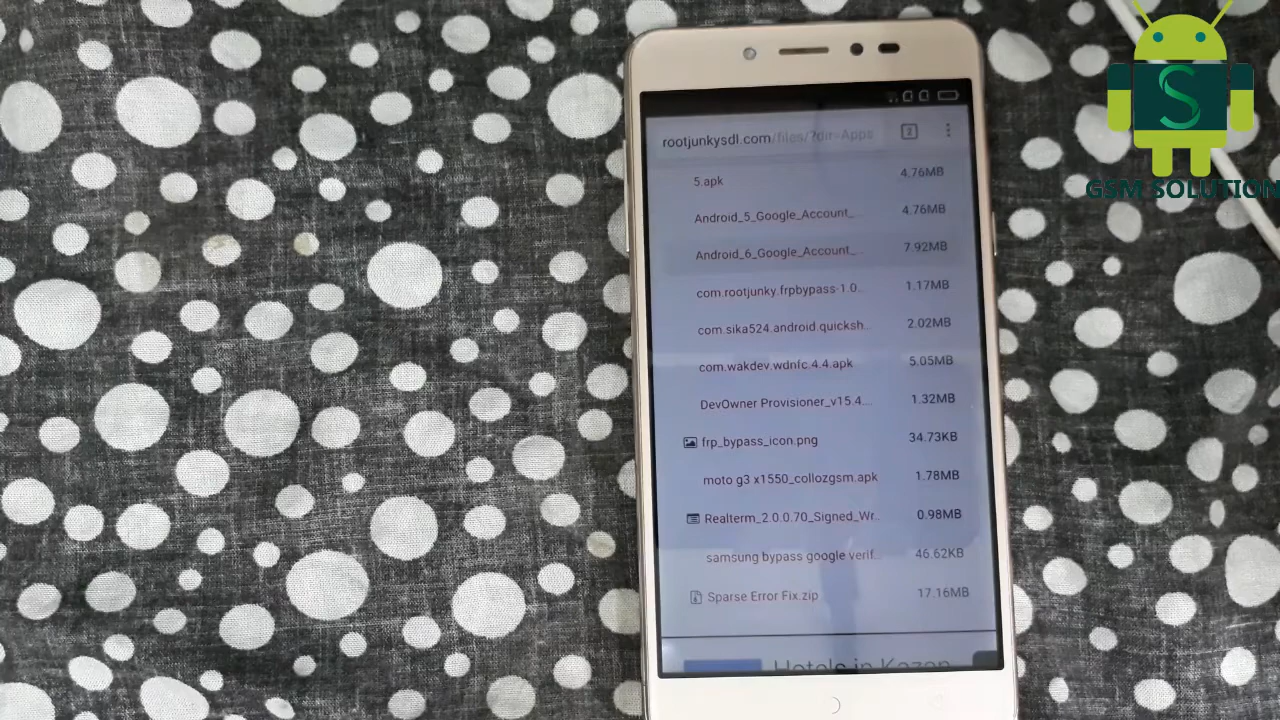 rootjunkysdl.com/files/?dir=Apps
2
5.apk 4.76MB
Android_5_Google_Account_... 4.76MB
Android_6_Google_Account_... 7.92MB
com.rootjunky.frpbypass-1.0.. 1.17MB
com.sika524.android.quicksh.. 2.02MB
com.wakdev.wdnfc.4.4.apk 5.05MB
DevOwner Provisioner_v15.4... 1.32MB
frp_bypass_icon.png 34.73KB
moto g3 x1550_collozgsm.apk 1.78MB
Realterm_2.0.0.70_Signed_Wr.. 0.98MB
samsung bypass google verif.. 46.62KB
Sparse Error Fix.zip 17.16MB
Hotels in Kazan
S
GSM SOLUTION